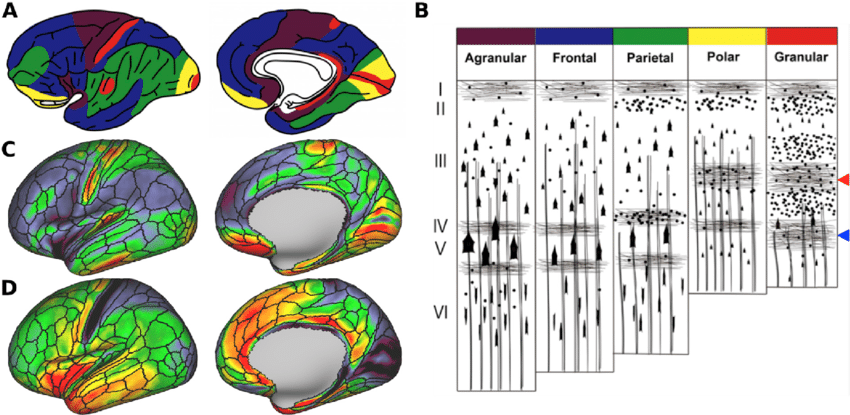 A
B
Agranular Frontal Parietal Polar Granular
I
II
III
IV
V
VI
C
D